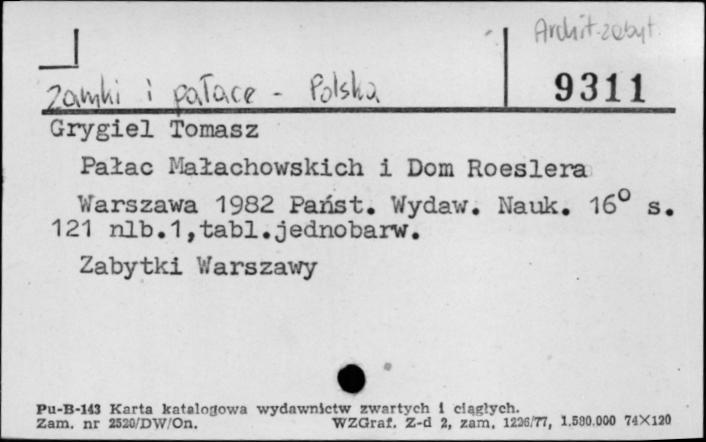 Archit-zabyt.
Zamki i pałace - Polska
9311
Grygiel Tomasz
Pałac Małachowskich i Dom Roeslera
Warszawa 1982 Państ. Wydaw. Nauk. 16° s.
121 nlb.1,tabl.jednobarw.
Zabytki Warszawy
Pu-B-143 Karta katalogowa wydawnictw zwartych i ciągłych.
Zam. nr 2520/DW/On. WZGraf. Z-d 2, zam. 1226/77, 1.580.000 74×120